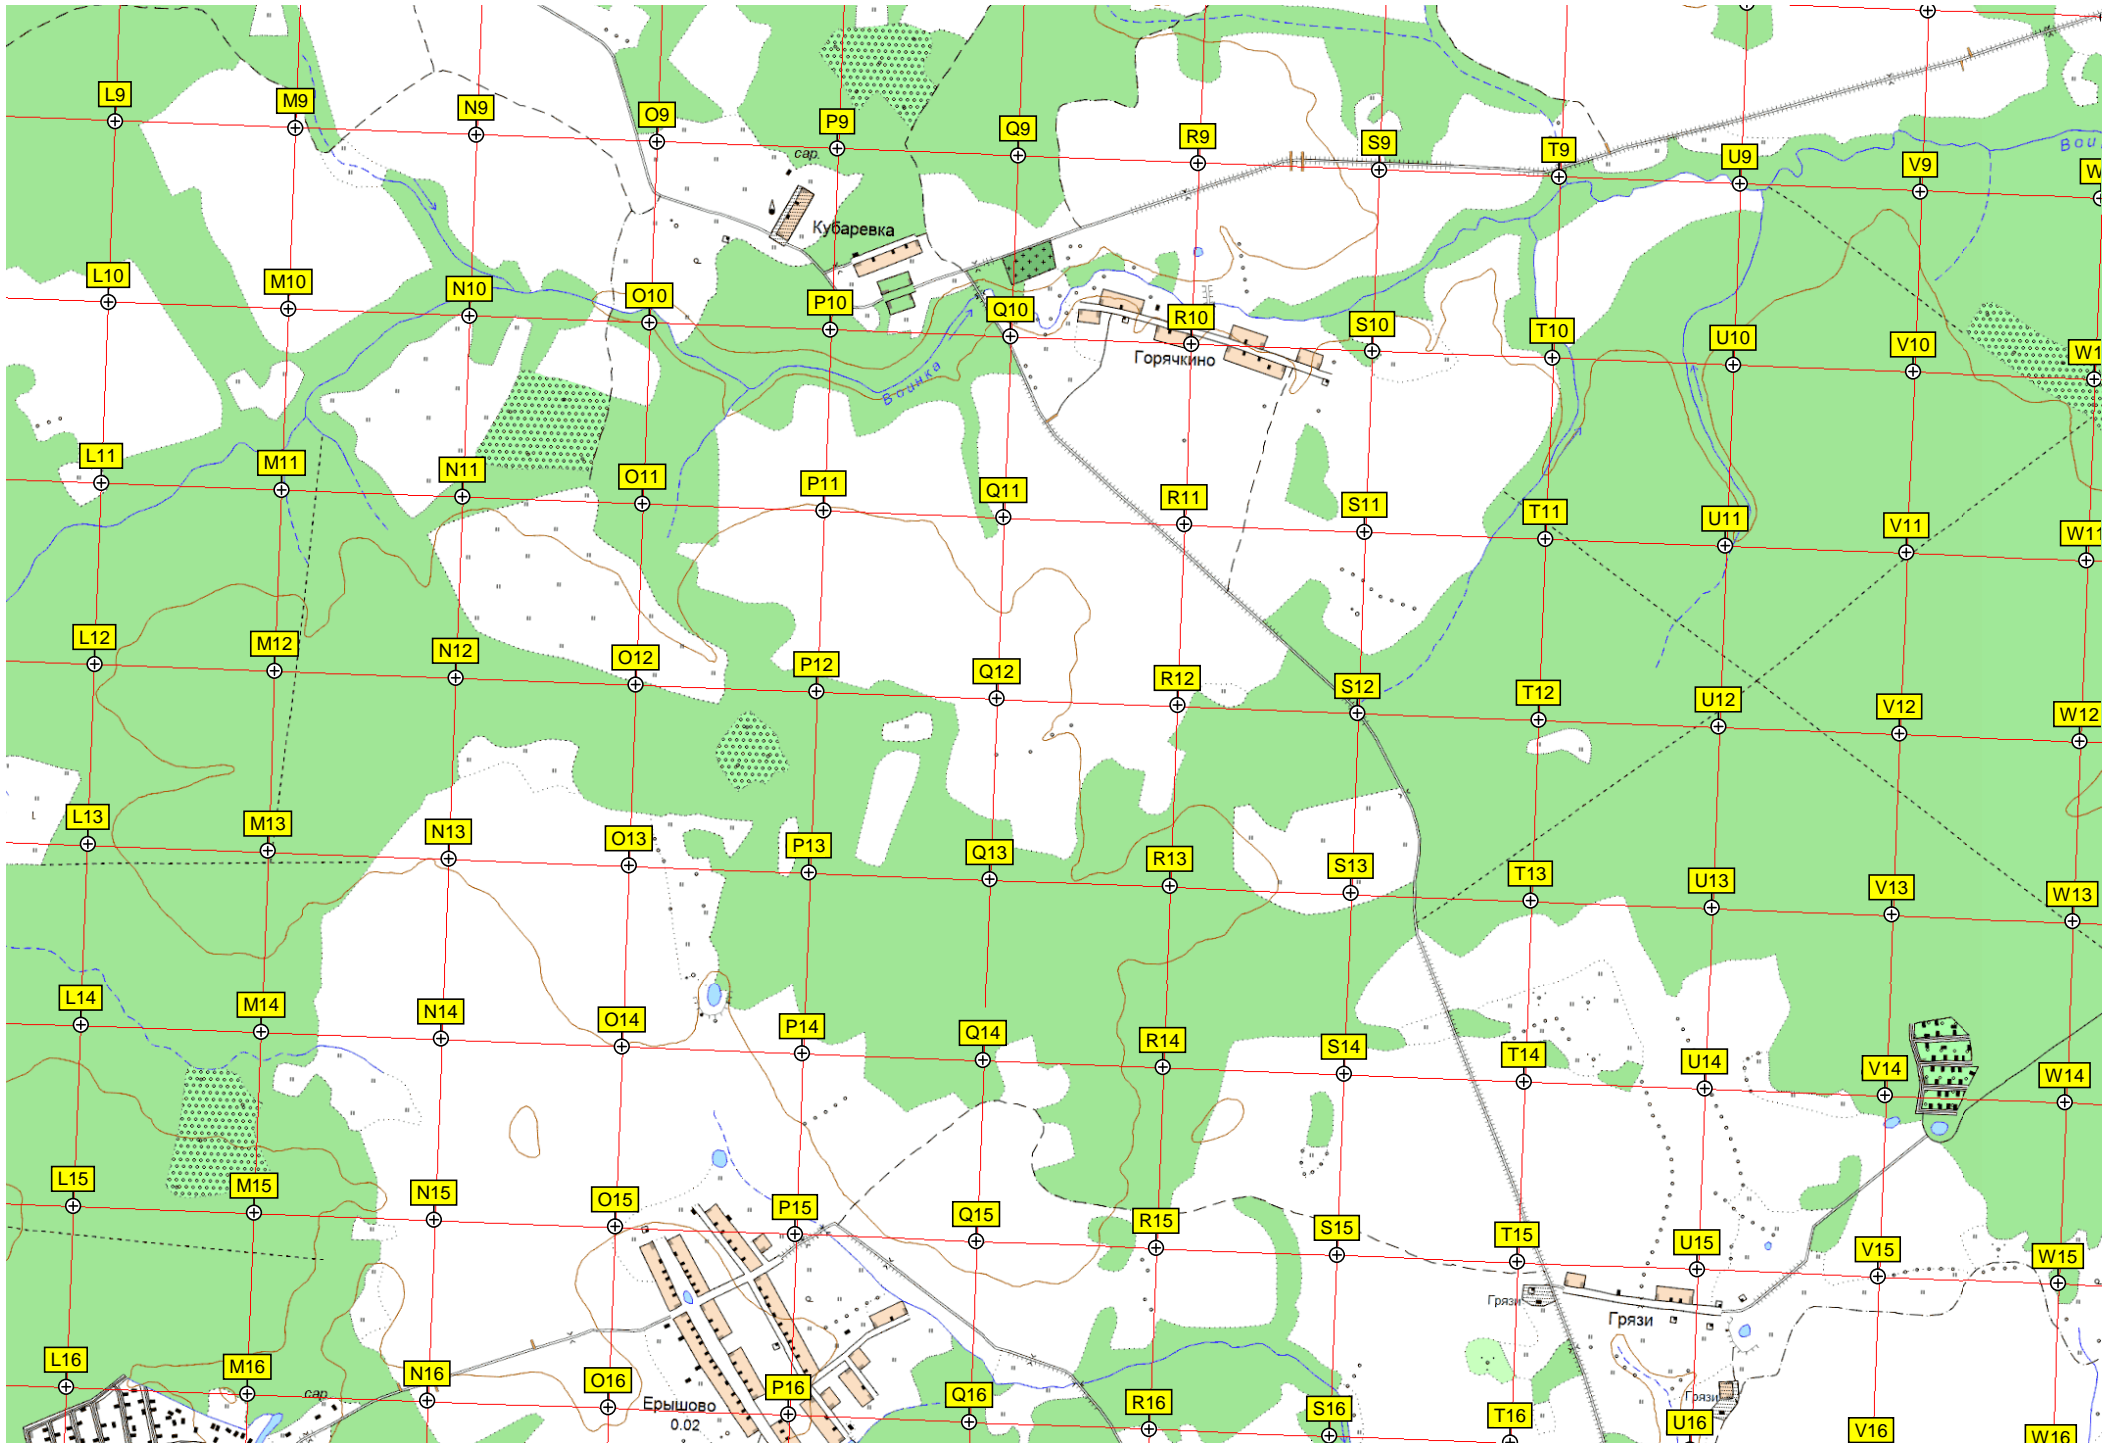 L9 M9 N9 O9 P9 Q9 R9 S9 T9 U9 V9
сар.
Кубаревка
L10 M10 N10 O10 P10 Q10 R10 S10 T10 U10 V10
Воинка
Горячкино
L11 M11 N11 O11 P11 Q11 R11 S11 T11 U11 V11 W11
L12 M12 N12 O12 P12 Q12 R12 S12 T12 U12 V12 W12
L13 M13 N13 O13 P13 Q13 R13 S13 T13 U13 V13 W13
L14 M14 N14 O14 P14 Q14 R14 S14 T14 U14 V14 W14
L15 M15 N15 O15 P15 Q15 R15 S15 T15 U15 V15 W15
Грязи
Грязи
Грязи
L16 M16 N16 O16 P16 Q16 R16 S16 T16 U16 V16 W16
сар
Ерышово
0.02